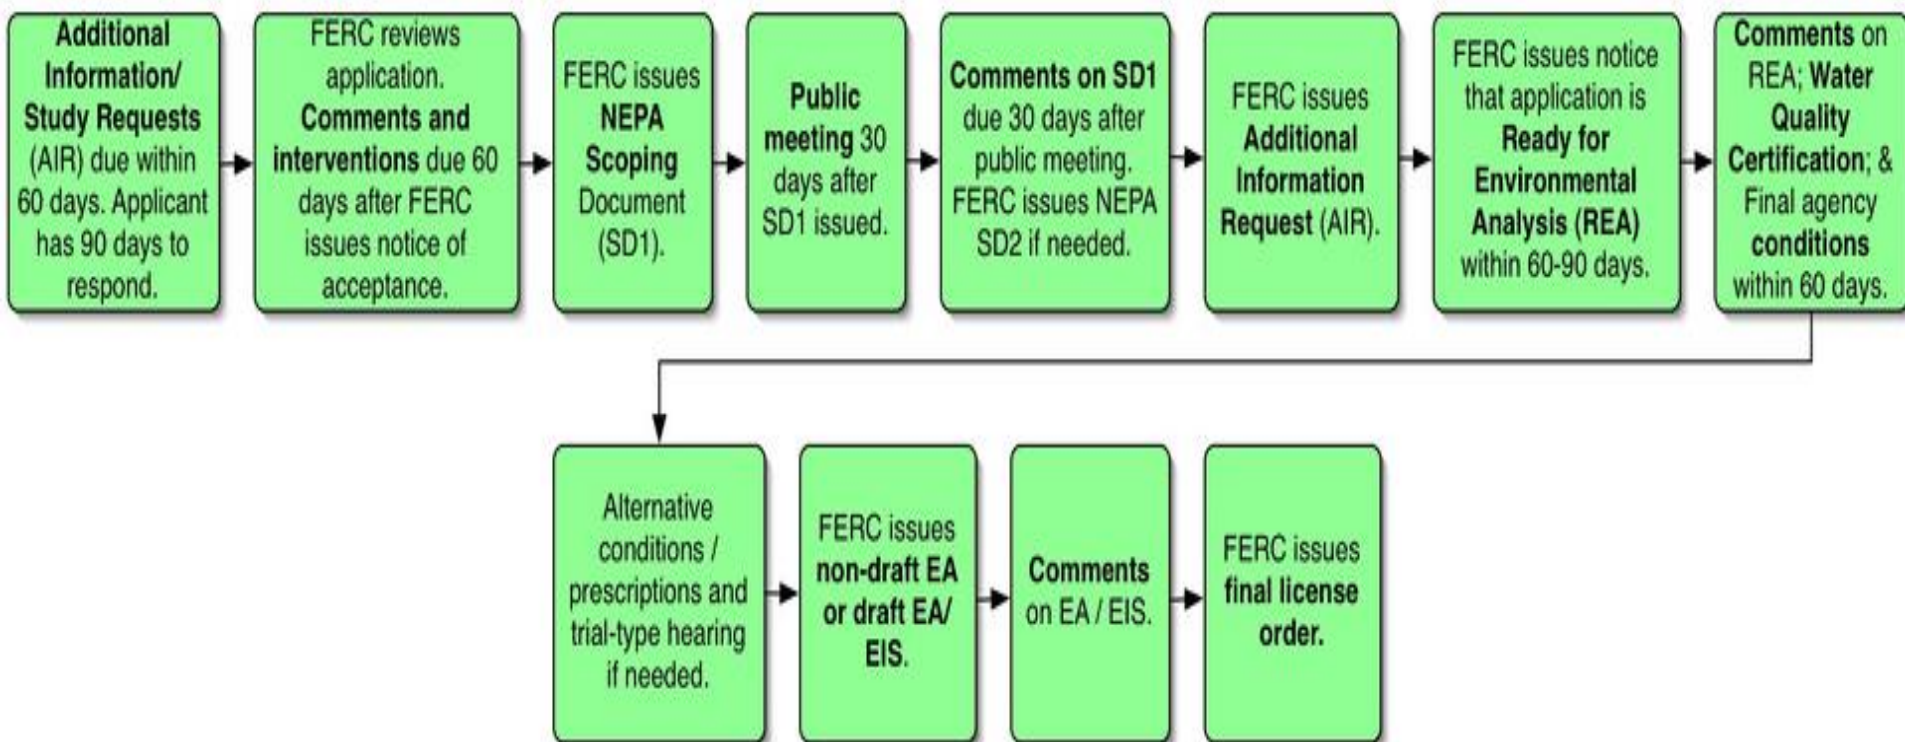 Additional
Information/
Study Requests
(AIR) due within
60 days. Applicant
has 90 days to
respond.
FERC reviews
application.
Comments and
interventions due 60
days after FERC
issues notice of
acceptance.
FERC issues
NEPA
Scoping
Document
(SD1).
Public
meeting 30
days after
SD1 issued.
Comments on SD1
due 30 days after
public meeting.
FERC issues NEPA
SD2 if needed.
FERC issues
Additional
Information
Request (AIR).
FERC issues notice
that application is
Ready for
Environmental
Analysis (REA)
within 60-90 days.
Comments on
REA; Water
Quality
Certification; &
Final agency
conditions
within 60 days.
Alternative
conditions /
prescriptions and
trial-type hearing
if needed.
FERC issues
non-draft EA
or draft EA/
EIS.
Comments
on EA / EIS.
FERC issues
final license
order.